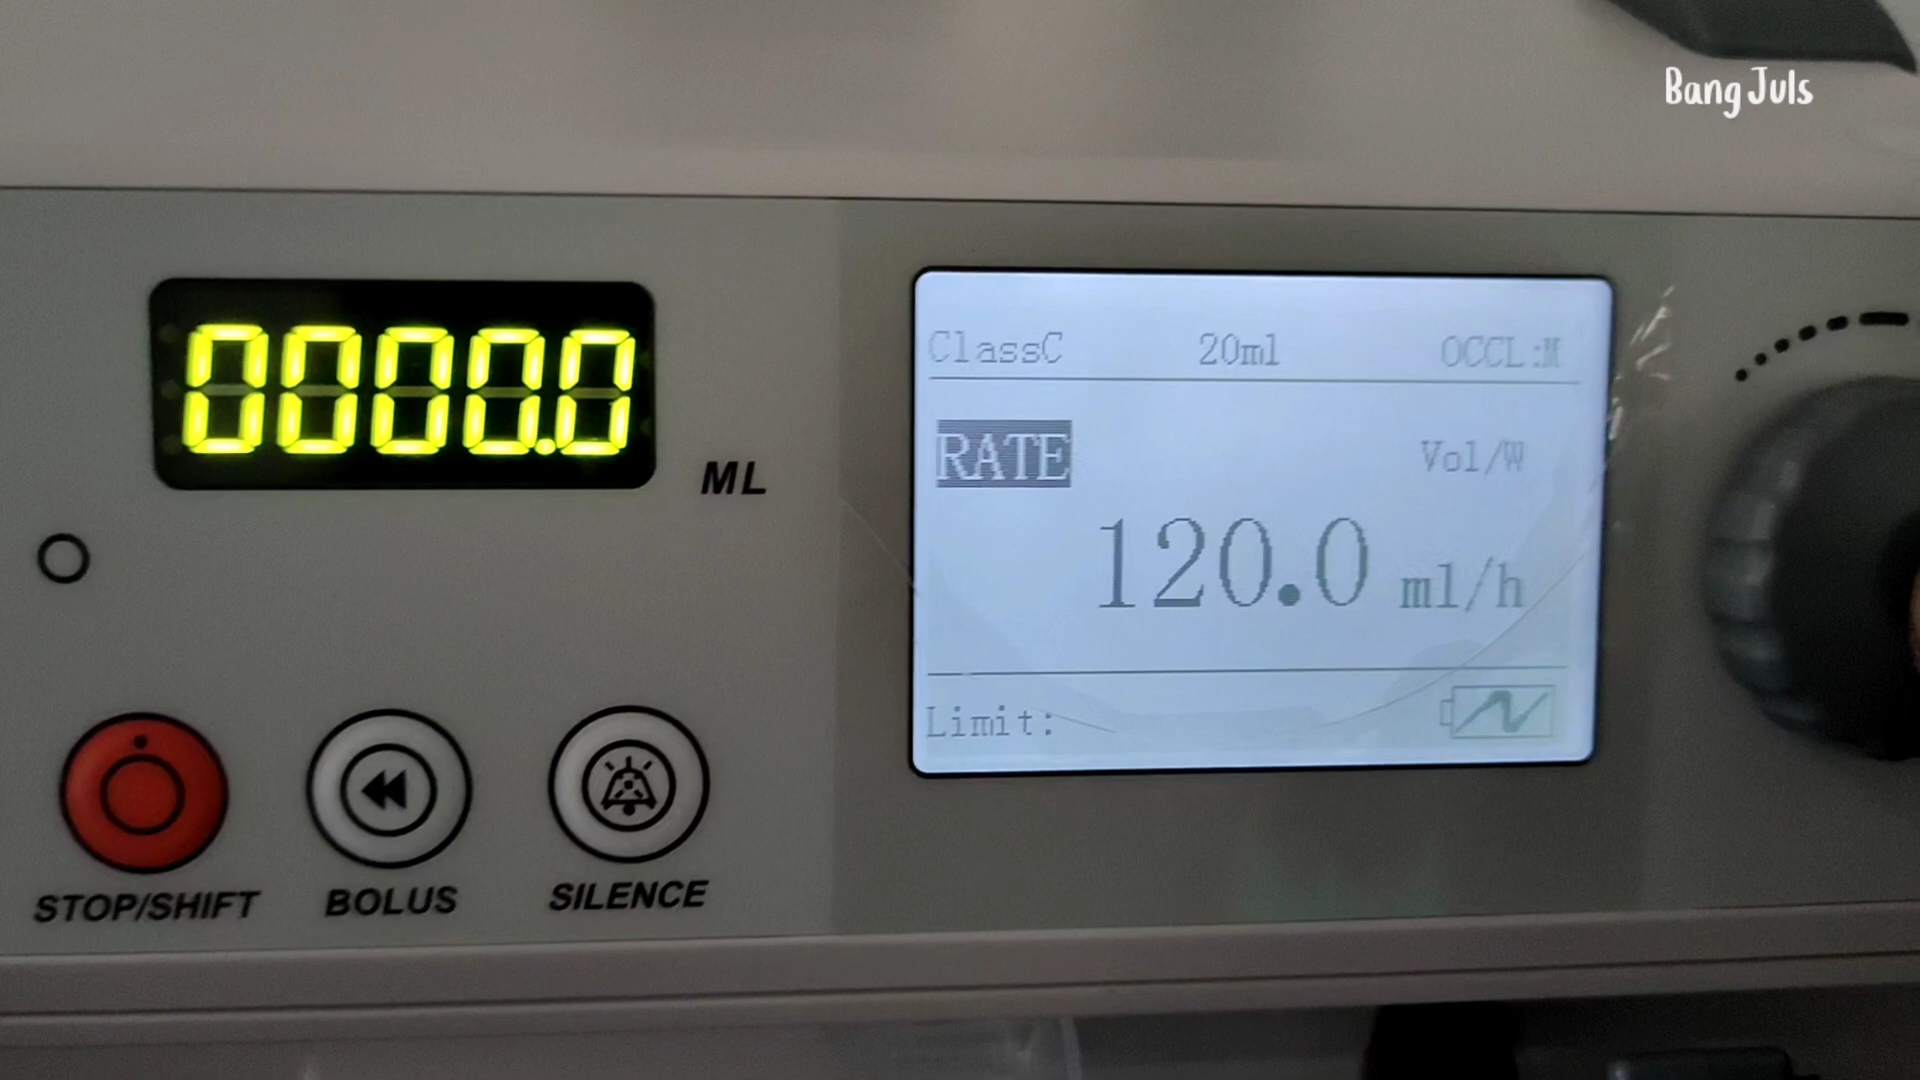 Bang Juls
0000.0
ML
ClassC 20ml OCCL:M
RATE Vol/W
120.0 ml/h
Limit:
STOP/SHIFT BOLUS SILENCE